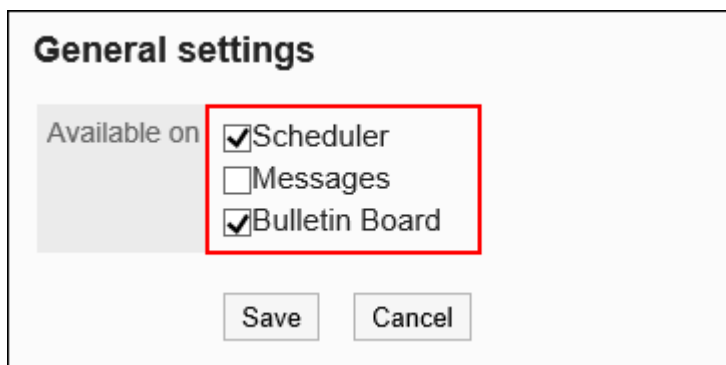 General settings
Available on
Scheduler
Messages
Bulletin Board
Save Cancel